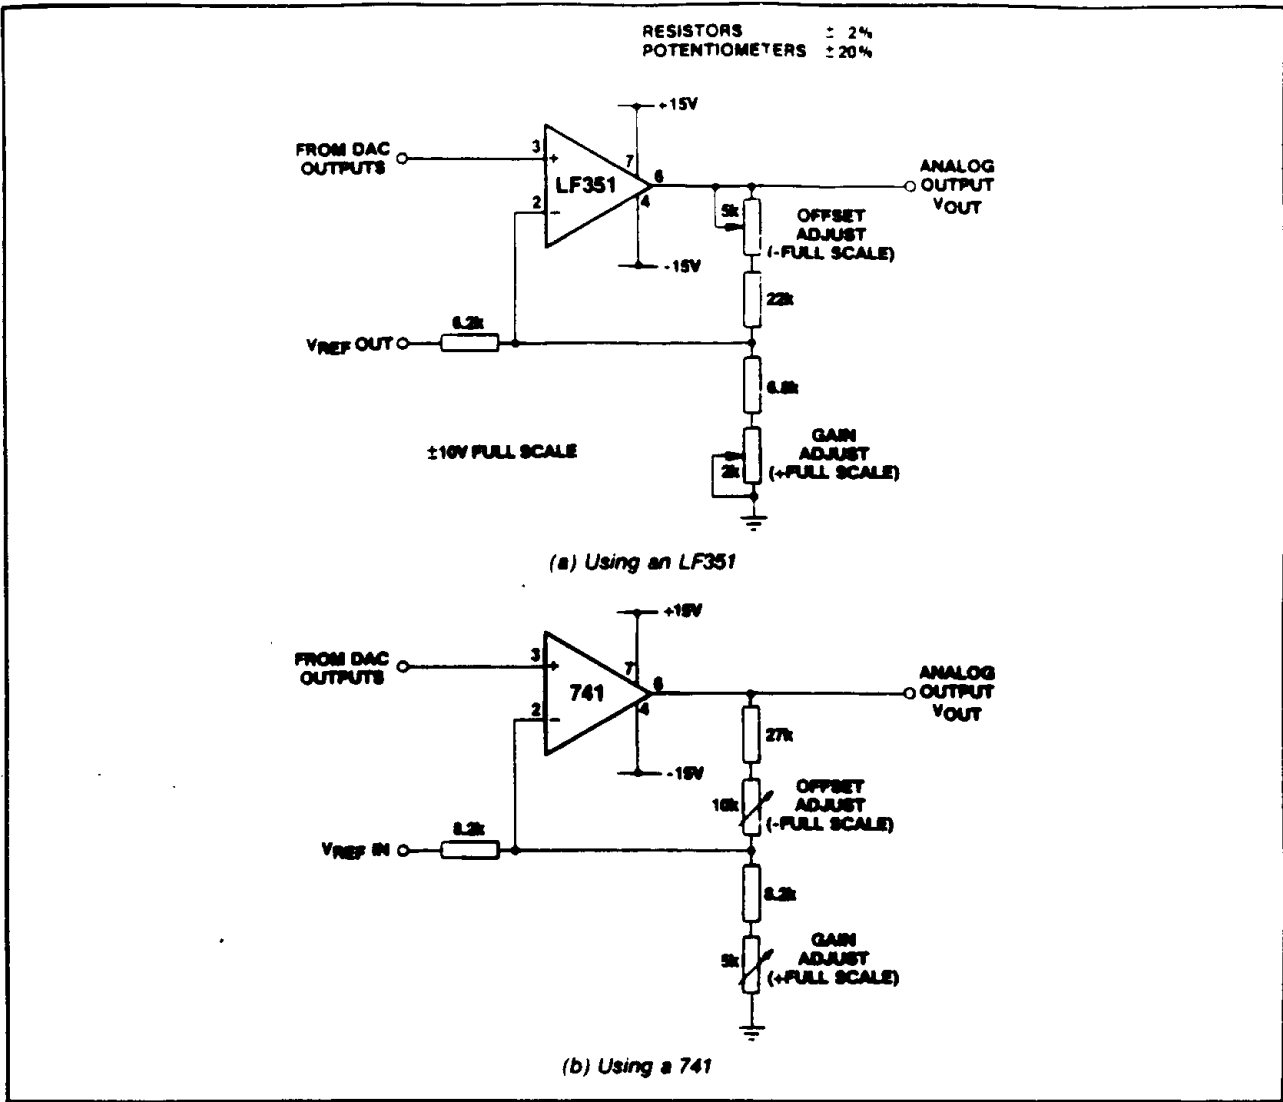 RESISTORS ± 2%
POTENTIOMETERS ± 20%
+15V
FROM DAC
OUTPUTS
3
+
7
LF351
6
ANALOG
OUTPUT
VOUT
2
−
4
5k
OFFSET
ADJUST
(-FULL SCALE)
-15V
22k
VREF OUT
6.2k
6.8k
±10V FULL SCALE
GAIN
ADJUST
(+FULL SCALE)
2k
(a) Using an LF351
+15V
FROM DAC
OUTPUTS
3
+
7
741
6
ANALOG
OUTPUT
VOUT
2
−
4
27k
-15V
10k
OFFSET
ADJUST
(-FULL SCALE)
8.2k
VREF IN
8.2k
GAIN
ADJUST
(+FULL SCALE)
5k
(b) Using a 741